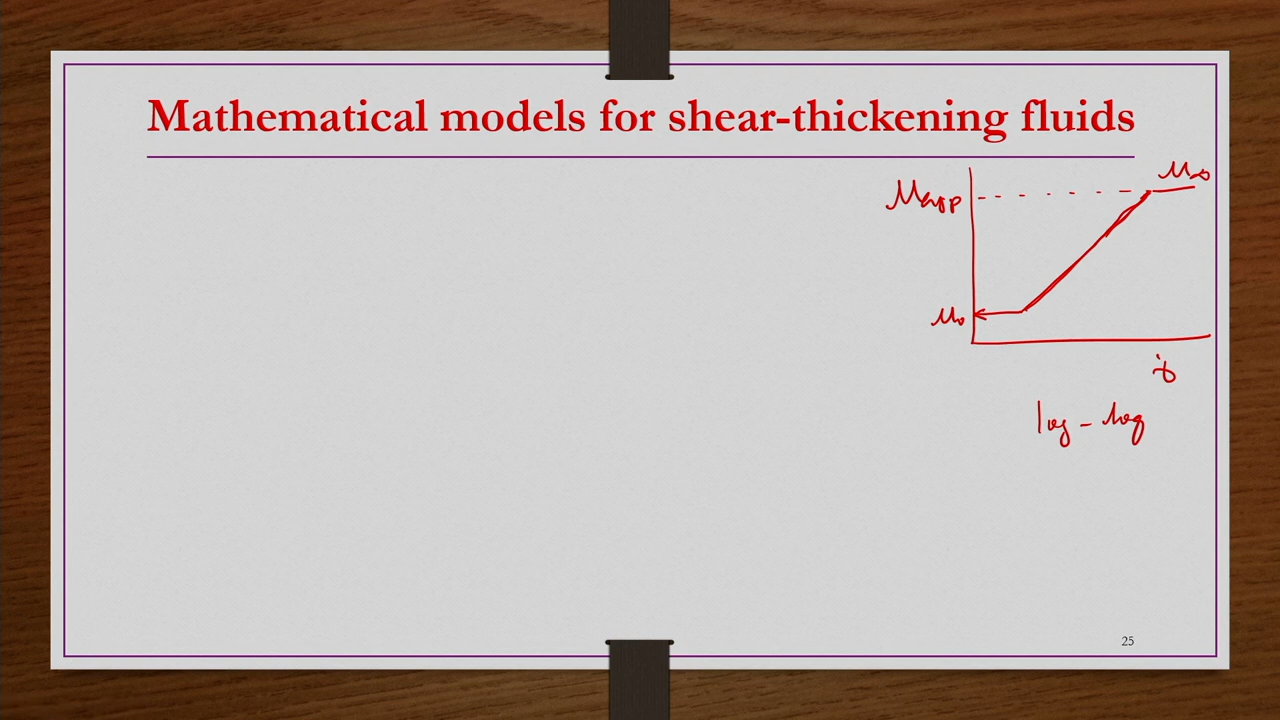 Mathematical models for shear-thickening fluids
μ∞
μapp
μ0
γ̇
log - log
25